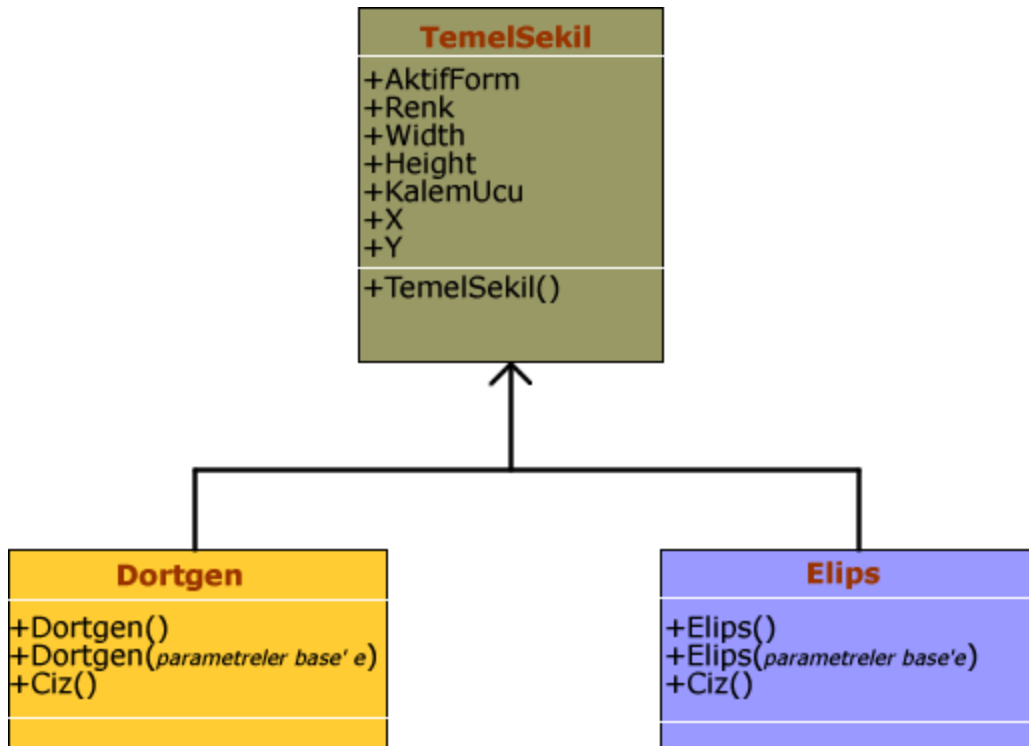 TemelSekil
+AktifForm
+Renk
+Width
+Height
+KalemUcu
+X
+Y
+TemelSekil()
Dortgen
+Dortgen()
+Dortgen(parametreler base' e)
+Ciz()
Elips
+Elips()
+Elips(parametreler base'e)
+Ciz()